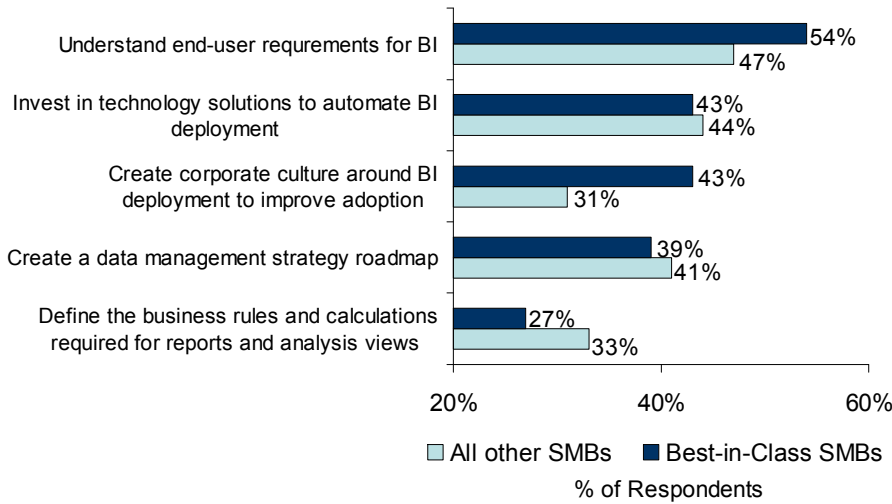 Understand end-user requrements for BI
54%
47%
Invest in technology solutions to automate BI
deployment
43%
44%
Create corporate culture around BI
deployment to improve adoption
43%
31%
Create a data management strategy roadmap
39%
41%
Define the business rules and calculations
required for reports and analysis views
27%
33%
20% 40% 60%
All other SMBs Best-in-Class SMBs
% of Respondents